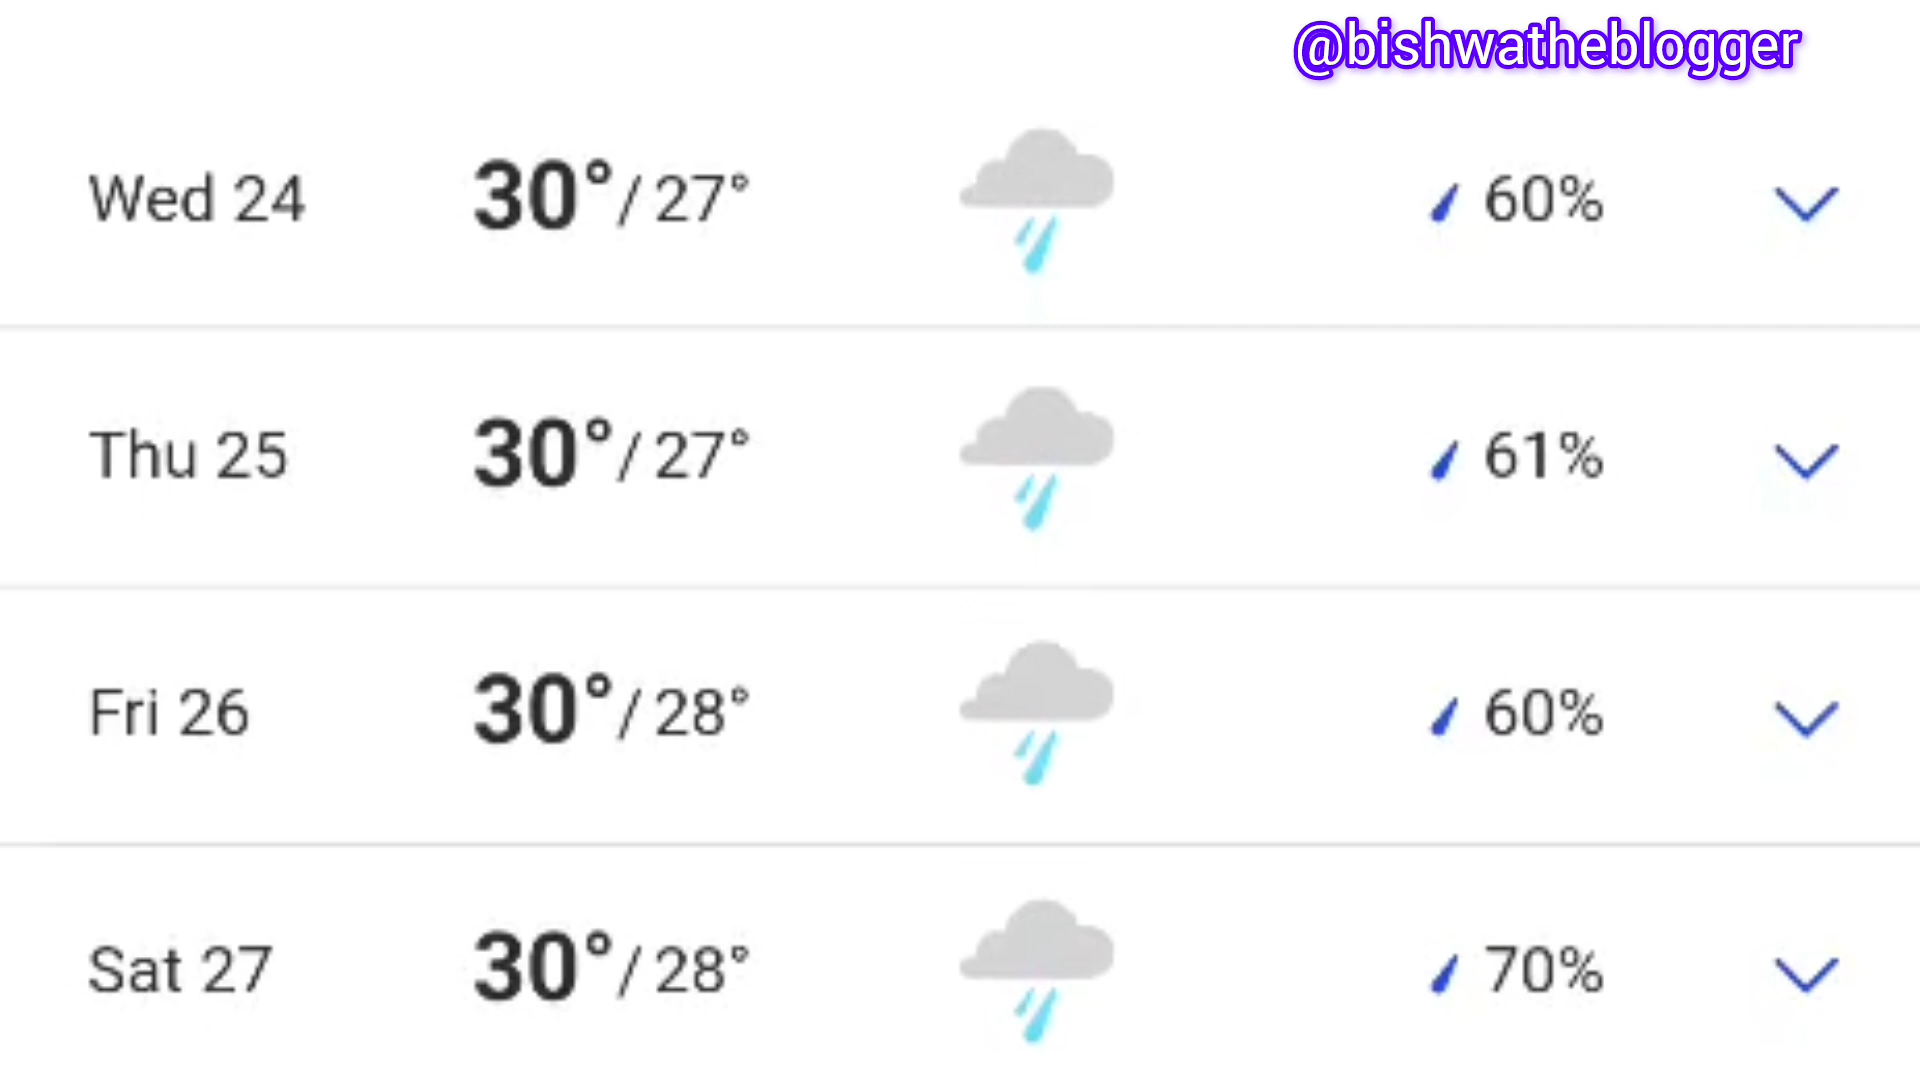 @bishwatheblogger
Wed 24 30°/27° 60%
Thu 25 30°/27° 61%
Fri 26 30°/28° 60%
Sat 27 30°/28° 70%